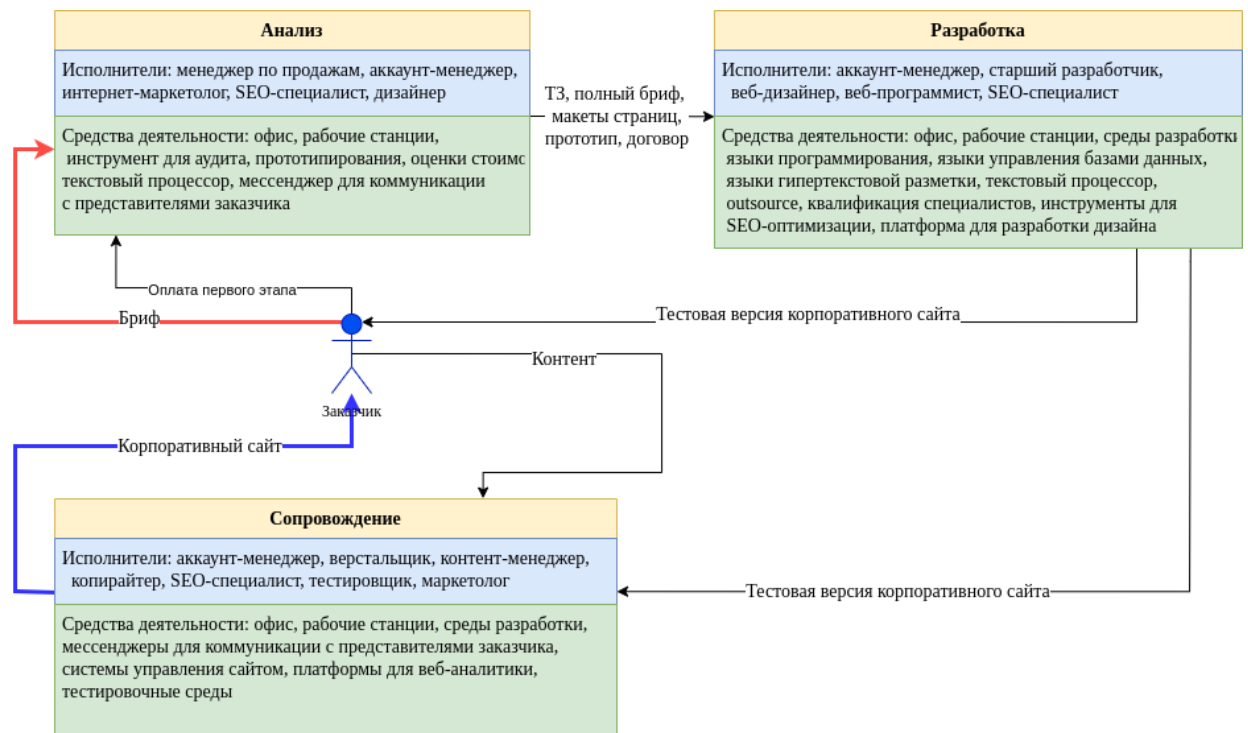 Анализ
Исполнители: менеджер по продажам, аккаунт-менеджер,
интернет-маркетолог, SEO-специалист, дизайнер
Средства деятельности: офис, рабочие станции,
инструмент для аудита, прототипирования, оценки стоимо
текстовый процессор, мессенджер для коммуникации
с представителями заказчика
ТЗ, полный бриф,
макеты страниц,
прототип, договор
Разработка
Исполнители: аккаунт-менеджер, старший разработчик,
веб-дизайнер, веб-программист, SEO-специалист
Средства деятельности: офис, рабочие станции, среды разработки
языки программирования, языки управления базами данных,
языки гипертекстовой разметки, текстовый процессор,
outsource, квалификация специалистов, инструменты для
SEO-оптимизации, платформа для разработки дизайна
Оплата первого этапа
Бриф
Тестовая версия корпоративного сайта
Контент
Заказчик
Корпоративный сайт
Сопровождение
Исполнители: аккаунт-менеджер, верстальщик, контент-менеджер,
копирайтер, SEO-специалист, тестировщик, маркетолог
Средства деятельности: офис, рабочие станции, среды разработки,
мессенджеры для коммуникации с представителями заказчика,
системы управления сайтом, платформы для веб-аналитики,
тестировочные среды
Тестовая версия корпоративного сайта